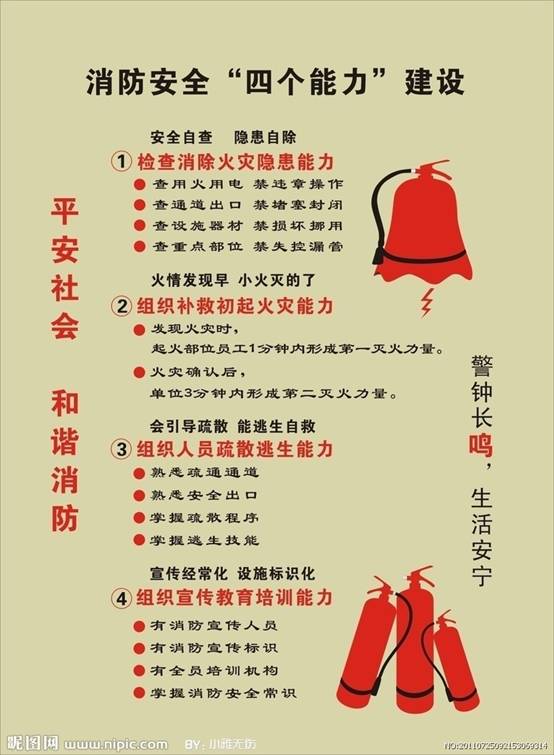 消防安全“四个能力”建设
安全自查 隐患自除
①检查消除火灾隐患能力
查用火用电 禁违章操作
查通道出口 禁堵塞封闭
查设施器材 禁损坏挪用
查重点部位 禁失控漏管
火情发现早 小火灭的了
②组织补救初起火灾能力
发现火灾时，
起火部位员工1分钟内形成第一灭火力量。
火灾确认后，
单位3分钟内形成第二灭火力量。
会引导疏散 能逃生自救
③组织人员疏散逃生能力
熟悉疏通通道
熟悉安全出口
掌握疏散程序
掌握逃生技能
宣传经常化 设施标识化
④组织宣传教育培训能力
有消防宣传人员
有消防宣传标识
有全员培训机构
掌握消防安全常识
平安社会 和谐消防
警钟长鸣，生活安宁
昵图网
www.nipic.com
BY：小雅无伤
NO:20110725092153069314